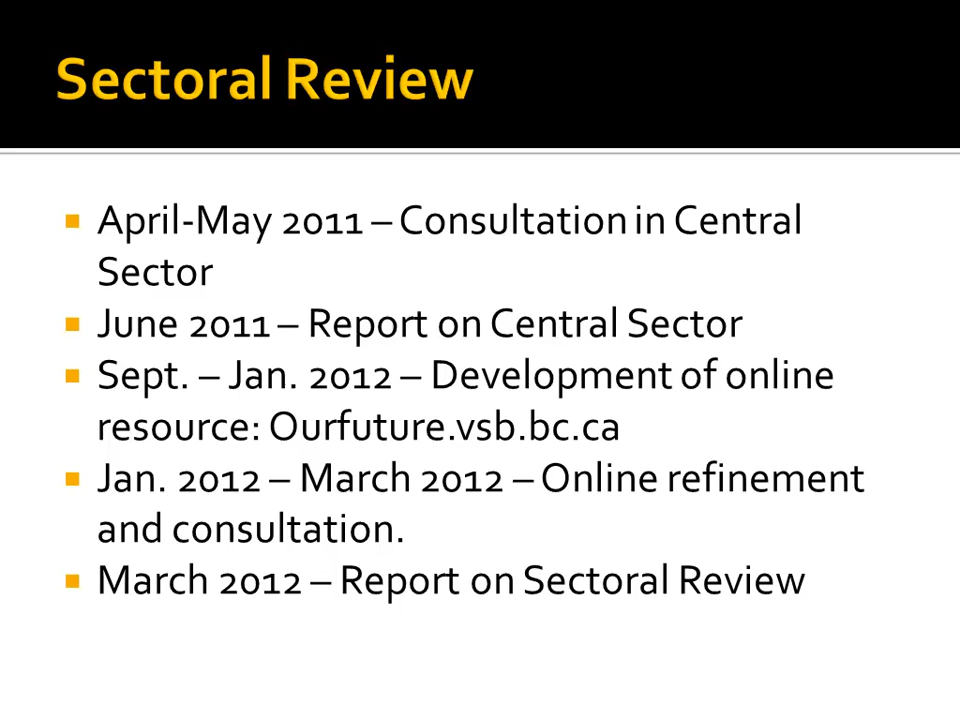 Sectoral Review
■ April-May 2011 – Consultation in Central
Sector
■ June 2011 – Report on Central Sector
■ Sept. – Jan. 2012 – Development of online
resource: Ourfuture.vsb.bc.ca
■ Jan. 2012 – March 2012 – Online refinement
and consultation.
■ March 2012 – Report on Sectoral Review